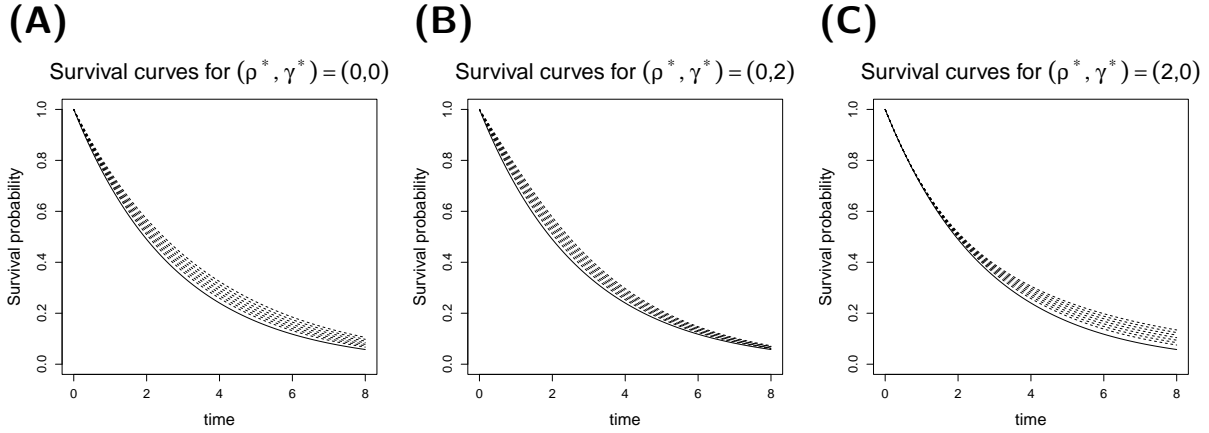 (A)
Survival curves for (ρ*, γ*) = (0,0)
Survival probability
1.0
0.8
0.6
0.4
0.2
0.0
0 2 4 6 8
time
(B)
Survival curves for (ρ*, γ*) = (0,2)
Survival probability
1.0
0.8
0.6
0.4
0.2
0.0
0 2 4 6 8
time
(C)
Survival curves for (ρ*, γ*) = (2,0)
Survival probability
1.0
0.8
0.6
0.4
0.2
0.0
0 2 4 6 8
time